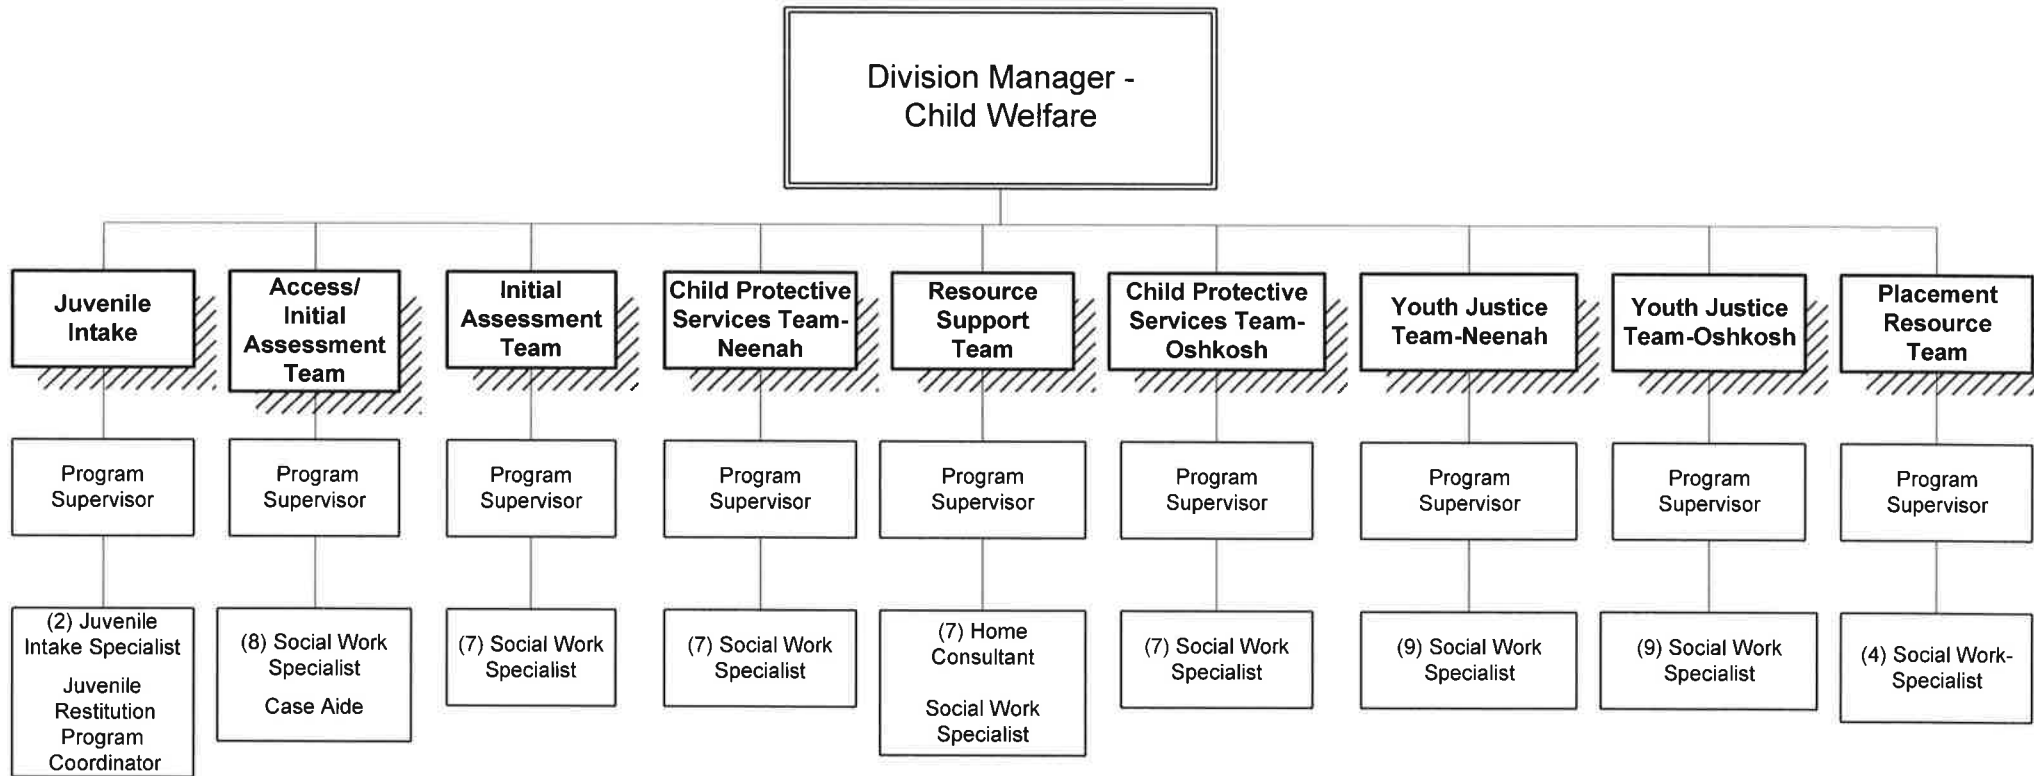 Division Manager -
Child Welfare
Juvenile
Intake
Access/
Initial
Assessment
Team
Initial
Assessment
Team
Child Protective
Services Team-
Neenah
Resource
Support
Team
Child Protective
Services Team-
Oshkosh
Youth Justice
Team-Neenah
Youth Justice
Team-Oshkosh
Placement
Resource
Team
Program
Supervisor
Program
Supervisor
Program
Supervisor
Program
Supervisor
Program
Supervisor
Program
Supervisor
Program
Supervisor
Program
Supervisor
Program
Supervisor
(2) Juvenile
Intake Specialist
Juvenile
Restitution
Program
Coordinator
(8) Social Work
Specialist
Case Aide
(7) Social Work
Specialist
(7) Social Work
Specialist
(7) Home
Consultant
Social Work
Specialist
(7) Social Work
Specialist
(9) Social Work
Specialist
(9) Social Work
Specialist
(4) Social Work-
Specialist